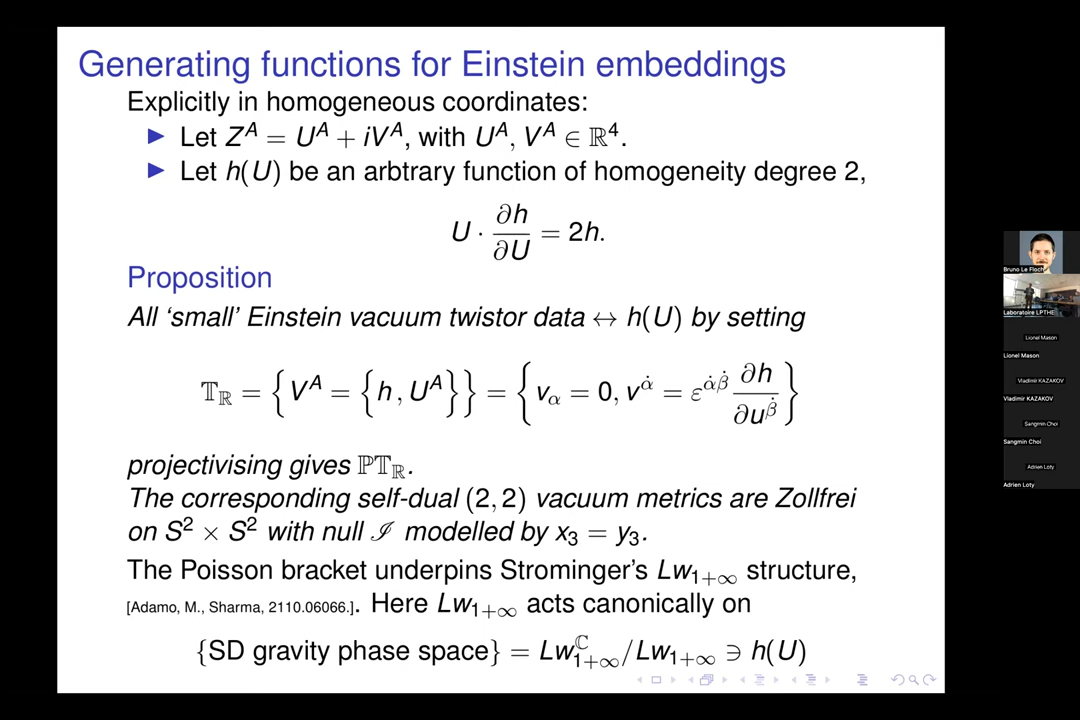 Generating functions for Einstein embeddings
Explicitly in homogeneous coordinates:
▶ Let Z^A = U^A + iV^A, with U^A, V^A ∈ ℝ^4.
▶ Let h(U) be an arbtrary function of homogeneity degree 2,
U · ∂h/∂U = 2h.
Proposition
All ‘small’ Einstein vacuum twistor data ↔ h(U) by setting
𝕋_ℝ = { V^A = { h, U^A } } = { v_α = 0, v^α̇ = ε^α̇β̇ ∂h/∂u^β̇ }
projectivising gives ℙ𝕋_ℝ.
The corresponding self-dual (2, 2) vacuum metrics are Zollfrei
on S^2 × S^2 with null ℐ modelled by x_3 = y_3.
The Poisson bracket underpins Strominger’s Lw_{1+∞} structure,
[Adamo, M., Sharma, 2110.06066.]. Here Lw_{1+∞} acts canonically on
{SD gravity phase space} = Lw^ℂ_{1+∞}/Lw_{1+∞} ∋ h(U)
Bruno Le Floch
Laboratoire LPTHE
Lionel Mason
Lionel Mason
Vladimir KAZAKOV
Vladimir KAZAKOV
Sangmin Choi
Sangmin Choi
Adrien Loty
Adrien Loty